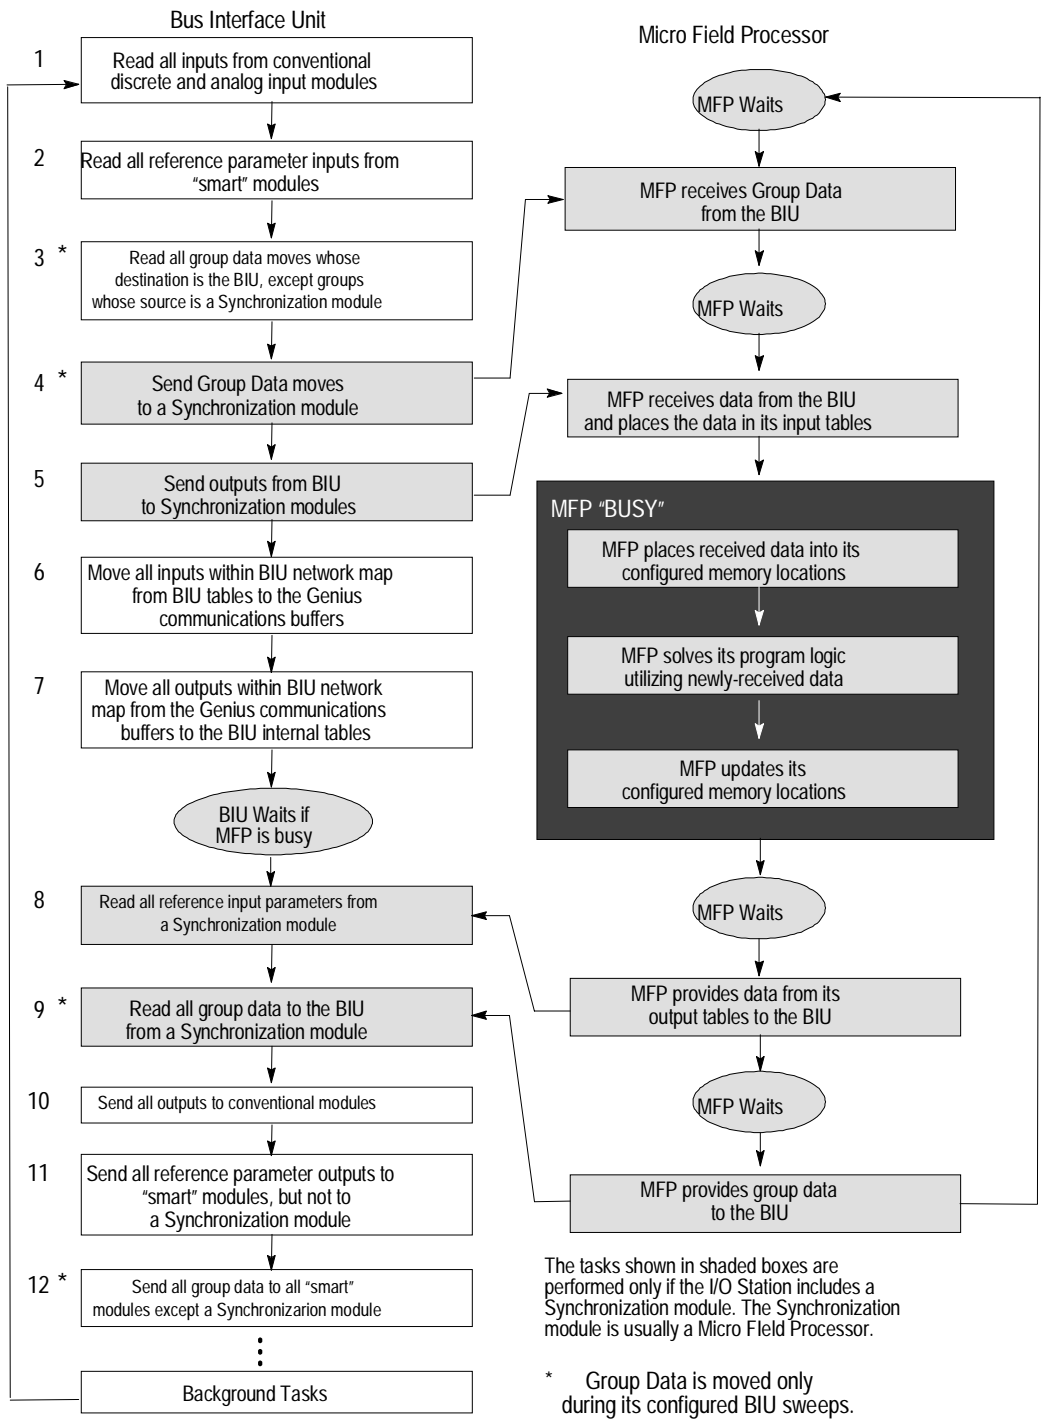 Bus Interface Unit
1
Read all inputs from conventional
discrete and analog input modules
2
Read all reference parameter inputs from
“smart” modules
3 *
Read all group data moves whose
destination is the BIU, except groups
whose source is a Synchronization module
4 *
Send Group Data moves
to a Synchronization module
5
Send outputs from BIU
to Synchronization modules
6
Move all inputs within BIU network map
from BIU tables to the Genius
communications buffers
7
Move all outputs within BIU network
map from the Genius communications
buffers to the BIU internal tables
BIU Waits if
MFP is busy
8
Read all reference input parameters from
a Synchronization module
9 *
Read all group data to the BIU
from a Synchronization module
10
Send all outputs to conventional modules
11
Send all reference parameter outputs to
“smart” modules, but not to
a Synchronization module
12 *
Send all group data to all “smart”
modules except a Synchronizarion module
Background Tasks
Micro Field Processor
MFP Waits
MFP receives Group Data
from the BIU
MFP Waits
MFP receives data from the BIU
and places the data in its input tables
MFP “BUSY”
MFP places received data into its
configured memory locations
MFP solves its program logic
utilizing newly-received data
MFP updates its
configured memory locations
MFP Waits
MFP provides data from its
output tables to the BIU
MFP Waits
MFP provides group data
to the BIU
The tasks shown in shaded boxes are
performed only if the I/O Station includes a
Synchronization module. The Synchronization
module is usually a Micro FIeld Processor.
* Group Data is moved only
during its configured BIU sweeps.